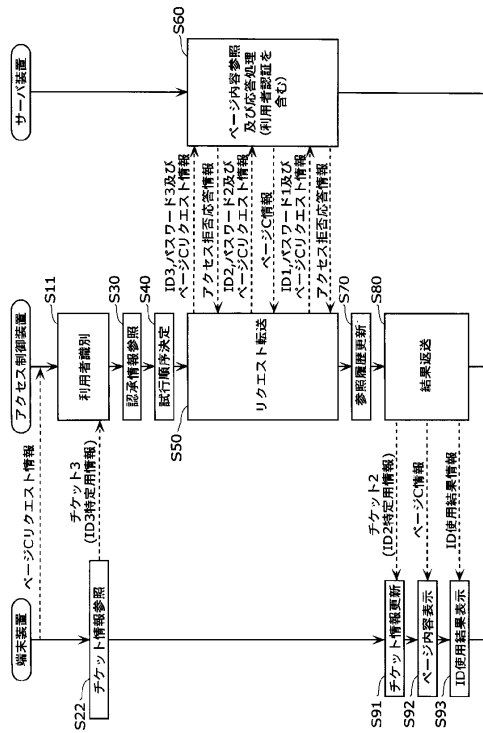 端末装置
アクセス制御装置
サーバ装置
ページCリクエスト情報
S11
利用者識別
S22
チケット情報参照
チケット3
(ID3特定用情報)
S30
認承情報参照
S40
試行順序決定
S50
リクエスト転送
S60
ページ内容参照
及び応答処理
(利用者認証を
含む)
ID3,パスワード3及び
ページCリクエスト情報
アクセス拒否応答情報
ID2,パスワード2及び
ページCリクエスト情報
ページC情報
ID1,パスワード1及び
ページCリクエスト情報
アクセス拒否応答情報
S70
参照履歴更新
S80
結果返送
チケット2
(ID2特定用情報)
ページC情報
ID使用結果情報
S91
チケット情報更新
S92
ページ内容表示
S93
ID使用結果表示